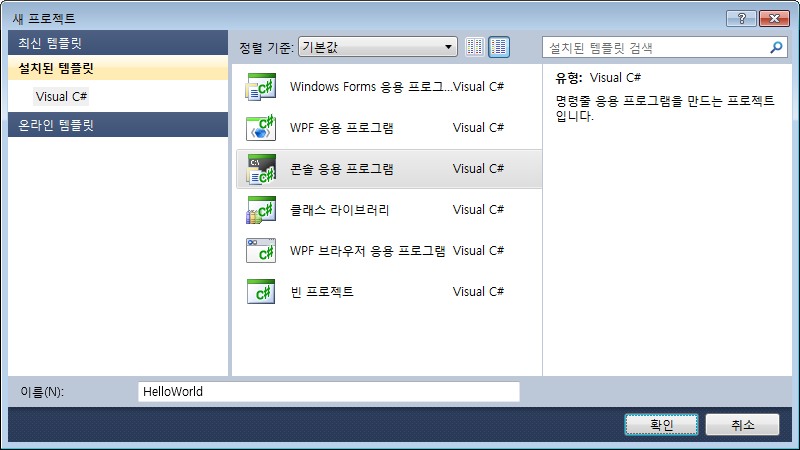 새 프로젝트
최신 템플릿
설치된 템플릿
Visual C#
온라인 템플릿
정렬 기준: 기본값
Windows Forms 응용 프로그... Visual C#
WPF 응용 프로그램 Visual C#
콘솔 응용 프로그램 Visual C#
클래스 라이브러리 Visual C#
WPF 브라우저 응용 프로그램 Visual C#
빈 프로젝트 Visual C#
설치된 템플릿 검색
유형: Visual C#
명령줄 응용 프로그램을 만드는 프로젝트
입니다.
이름(N): HelloWorld
확인 취소